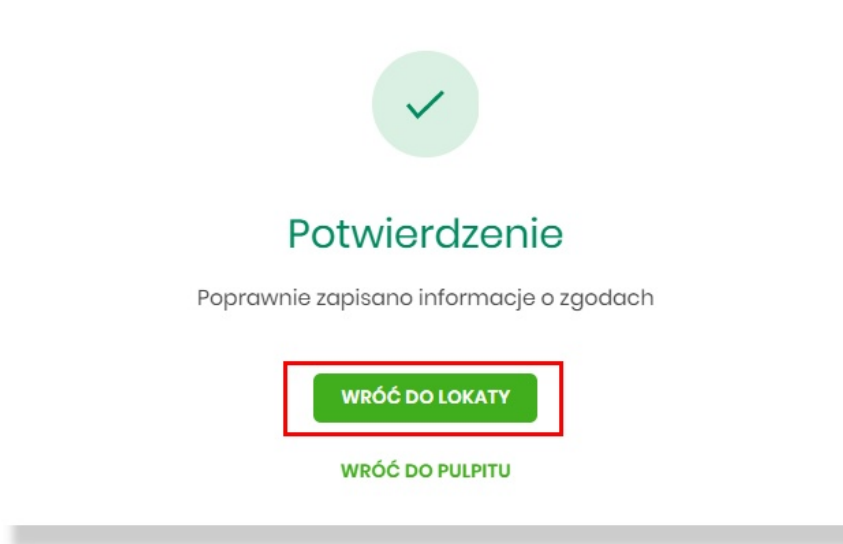 Potwierdzenie
Poprawnie zapisano informacje o zgodach
WRÓĆ DO LOKATY
WRÓĆ DO PULPITU